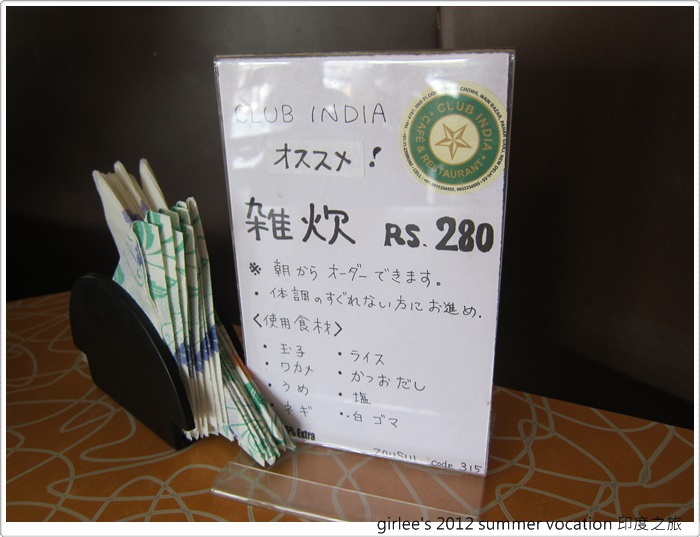 CLUB INDIA
CLUB INDIA
CAFE & RESTAURANT
オススメ!
雑炊 RS. 280
※ 朝から オーダーできます。
・体調のすぐれない方にお進め.
<使用食材>
・玉子 ・ライス
・ワカメ ・かつおだし
・うめ ・塩
・ネギ ・白ゴマ
% Extra
ZOUSUI code 315
girlee's 2012 summer vocation 印度之旅